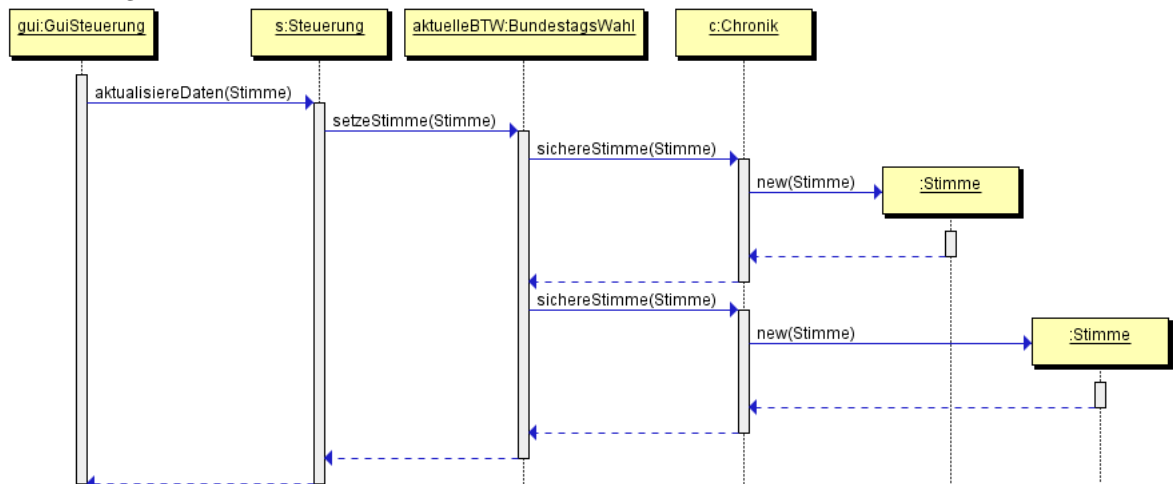 gui:GuiSteuerung
s:Steuerung
aktuelleBTW:BundestagsWahl
c:Chronik
aktualisiereDaten(Stimme)
setzeStimme(Stimme)
sichereStimme(Stimme)
new(Stimme)
:Stimme
sichereStimme(Stimme)
new(Stimme)
:Stimme